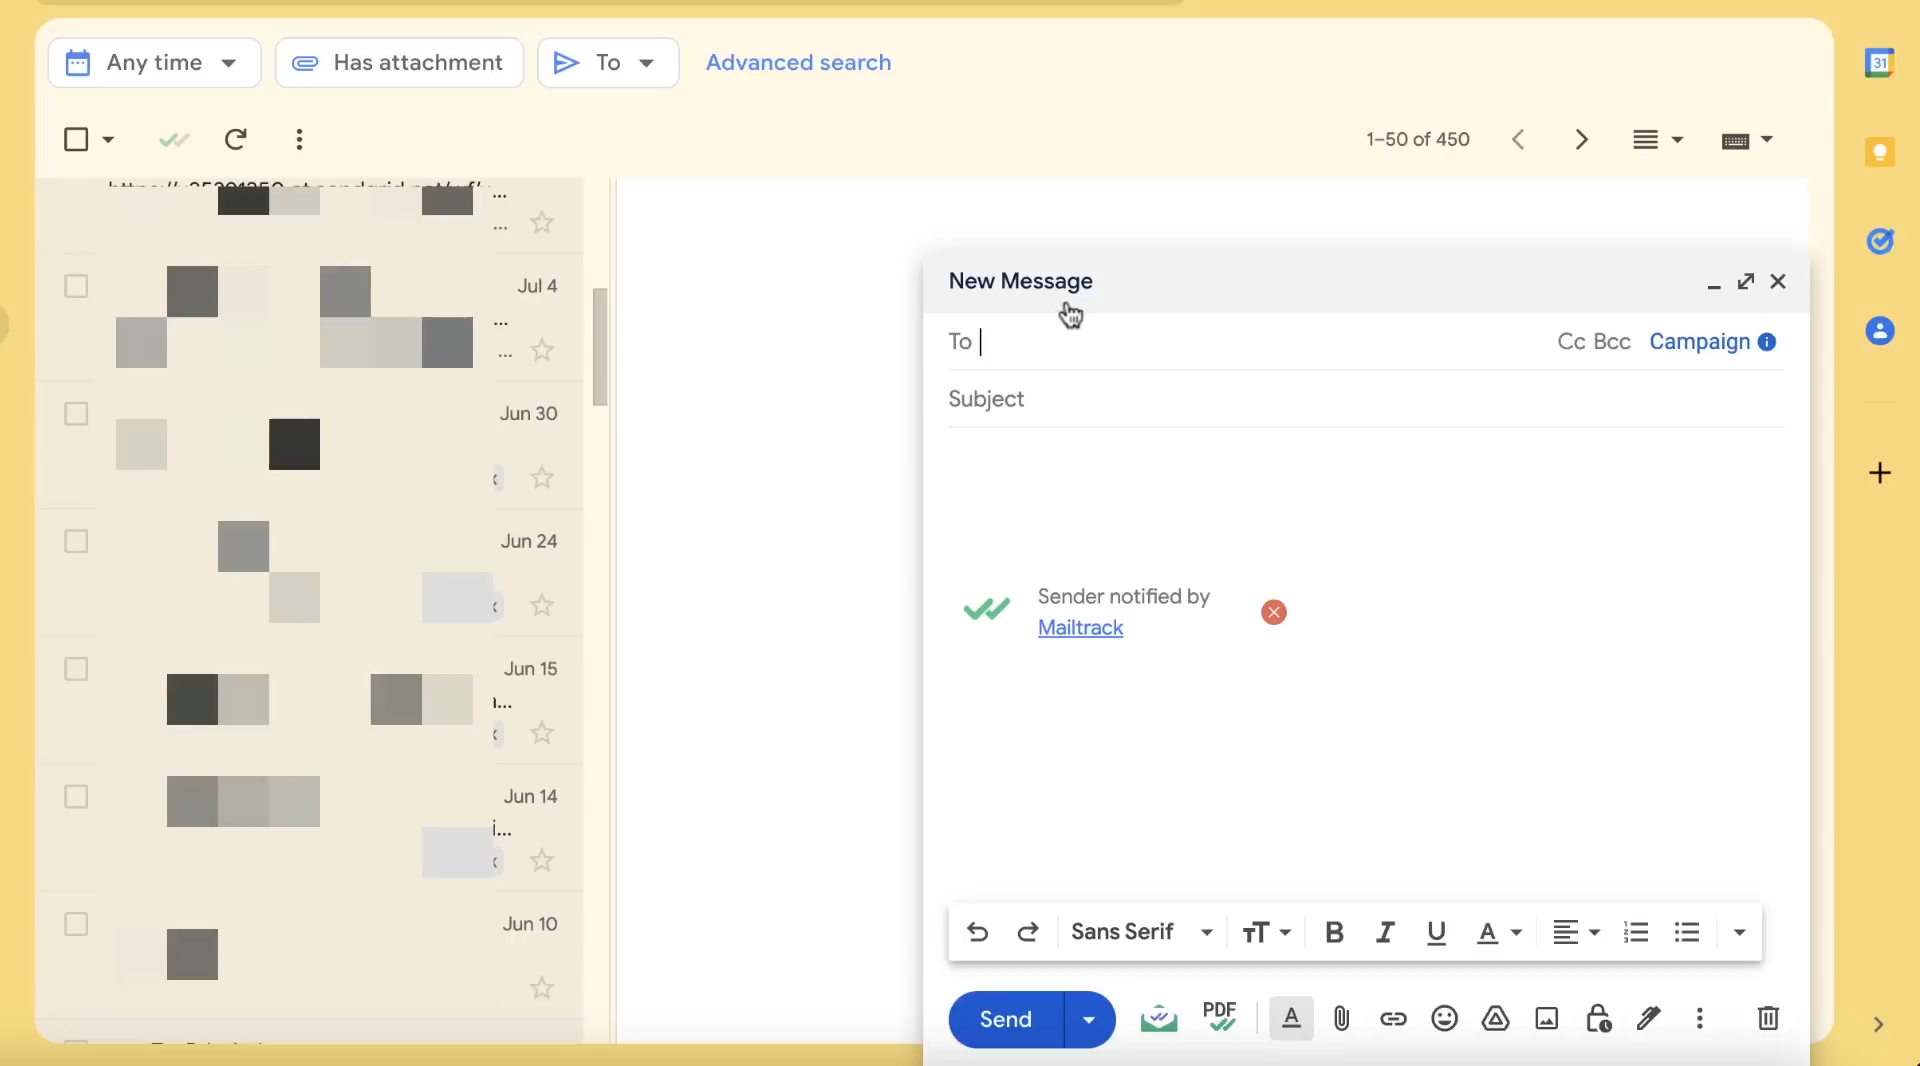 Any time
Has attachment
To
Advanced search
1–50 of 450
...
...
Jul 4
...
...
Jun 30
Jun 24
Jun 15
...
Jun 14
i...
Jun 10
31
New Message
To
Cc Bcc Campaign
Subject
Sender notified by
Mailtrack
Sans Serif
Send
PDF